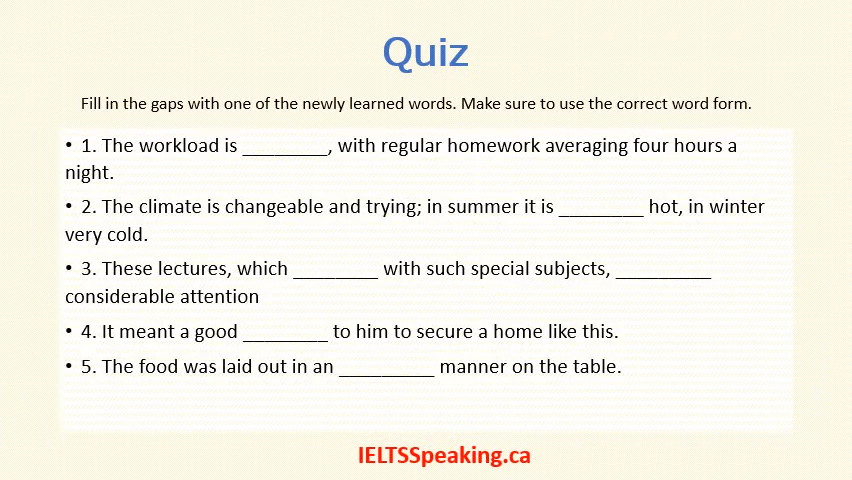 Quiz
Fill in the gaps with one of the newly learned words. Make sure to use the correct word form.
• 1. The workload is ________, with regular homework averaging four hours a
night.
• 2. The climate is changeable and trying; in summer it is ________ hot, in winter
very cold.
• 3. These lectures, which ________ with such special subjects, _________
considerable attention
• 4. It meant a good ________ to him to secure a home like this.
• 5. The food was laid out in an _________ manner on the table.
IELTSSpeaking.ca